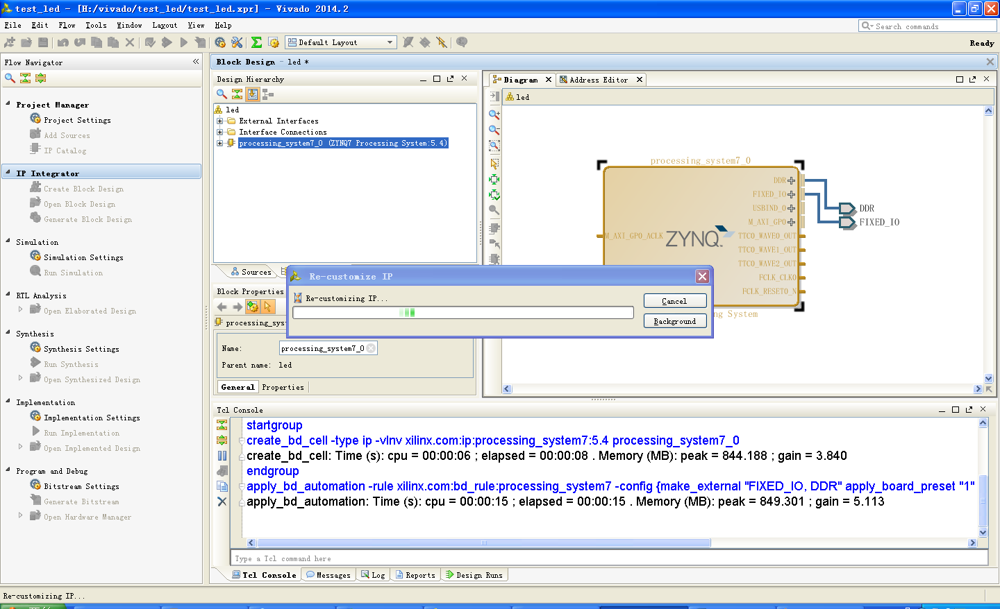 test_led - [H:/vivado/test_led/test_led.xpr] - Vivado 2014.2
File Edit Flow Tools Window Layout View Help
Search commands
Default Layout
Ready
Flow Navigator
Project Manager
Project Settings
Add Sources
IP Catalog
IP Integrator
Create Block Design
Open Block Design
Generate Block Design
Simulation
Simulation Settings
Run Simulation
RTL Analysis
Open Elaborated Design
Synthesis
Synthesis Settings
Run Synthesis
Open Synthesized Design
Implementation
Implementation Settings
Run Implementation
Open Implemented Design
Program and Debug
Bitstream Settings
Generate Bitstream
Open Hardware Manager
Block Design - led *
Design Hierarchy
led
External Interfaces
Interface Connections
processing_system7_0 (ZYNQ7 Processing System:5.4)
Sources
Block Properties
processing_sys
Name: processing_system7_0
Parent name: led
General Properties
Diagram
Address Editor
led
processing_system7_0
DDR
FIXED_IO
USBIND_0
M_AXI_GP0
M_AXI_GP0_ACLK
ZYNQ
TTC0_WAVE0_OUT
TTC0_WAVE1_OUT
TTC0_WAVE2_OUT
FCLK_CLK0
FCLK_RESET0_N
ng System
DDR
FIXED_IO
Re-customize IP
Re-customizing IP...
Cancel
Background
Tcl Console
startgroup
create_bd_cell -type ip -vlnv xilinx.com:ip:processing_system7:5.4 processing_system7_0
create_bd_cell: Time (s): cpu = 00:00:06 ; elapsed = 00:00:08 . Memory (MB): peak = 844.188 ; gain = 3.840
endgroup
apply_bd_automation -rule xilinx.com:bd_rule:processing_system7 -config {make_external "FIXED_IO, DDR" apply_board_preset "1"
apply_bd_automation: Time (s): cpu = 00:00:15 ; elapsed = 00:00:15 . Memory (MB): peak = 849.301 ; gain = 5.113
Type a Tcl command here
Tcl Console Messages Log Reports Design Runs
Re-customizing IP...